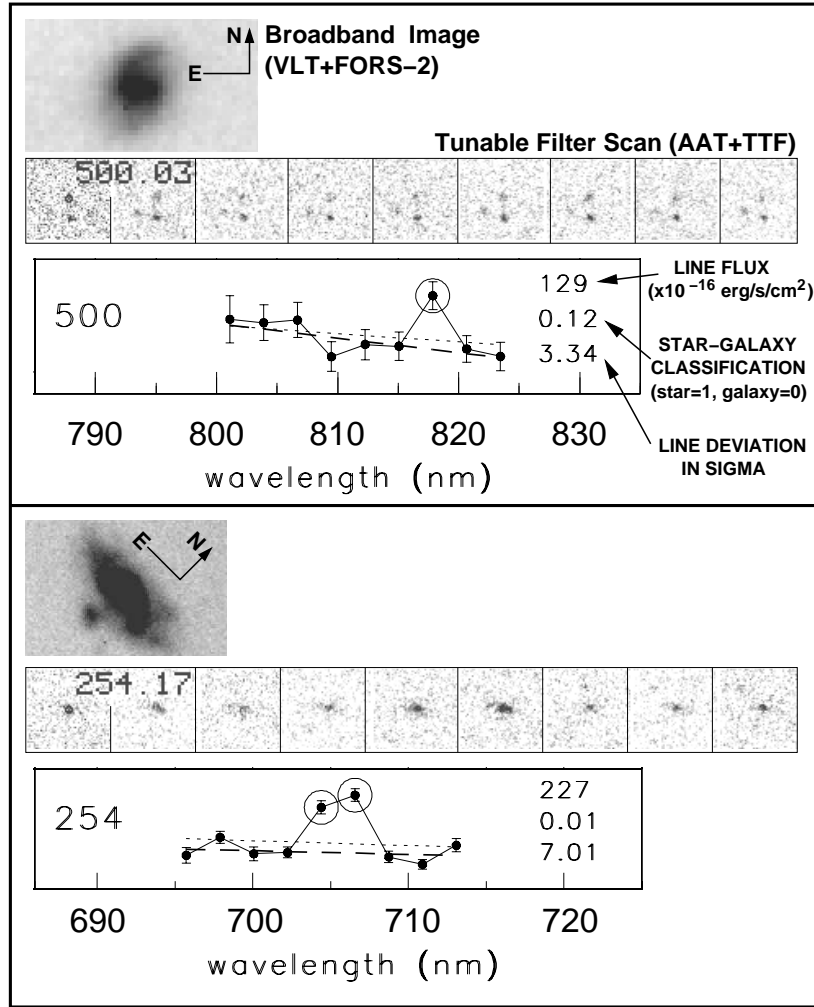 N Broadband Image
E (VLT+FORS−2)
Tunable Filter Scan (AAT+TTF)
500.03
500
129
0.12
3.34
LINE FLUX
(x10 −16 erg/s/cm2)
STAR−GALAXY
CLASSIFICATION
(star=1, galaxy=0)
LINE DEVIATION
IN SIGMA
790 800 810 820 830
wavelength (nm)
E N
254.17
254
227
0.01
7.01
690 700 710 720
wavelength (nm)